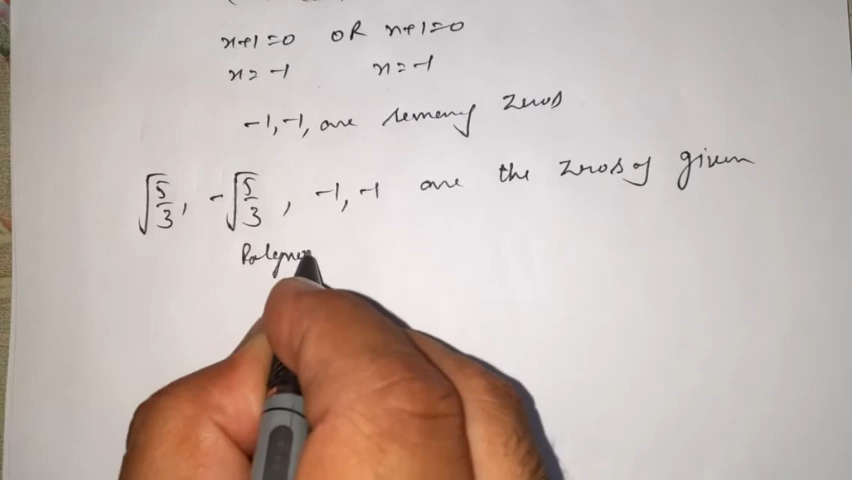 x+1=0 OR x+1=0
x=-1 x=-1
-1,-1, are remaing zeros
√5/3, -√5/3, -1, -1 are the zeros of given
Polynom